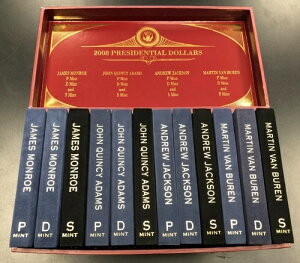 2008 PRESIDENTIAL DOLLARS
JAMES MONROE
P Mint
D Mint
and
S Mint
JOHN QUINCY ADAMS
P Mint
D Mint
and
S Mint
ANDREW JACKSON
P Mint
D Mint
and
S Mint
MARTIN VAN BUREN
P Mint
D Mint
and
S Mint
JAMES MONROE
P
MINT
JAMES MONROE
D
MINT
JAMES MONROE
S
MINT
JOHN QUINCY ADAMS
P
MINT
JOHN QUINCY ADAMS
D
MINT
JOHN QUINCY ADAMS
S
MINT
ANDREW JACKSON
P
MINT
ANDREW JACKSON
D
MINT
ANDREW JACKSON
S
MINT
MARTIN VAN BUREN
P
MINT
MARTIN VAN BUREN
D
MINT
MARTIN VAN BUREN
S
MINT